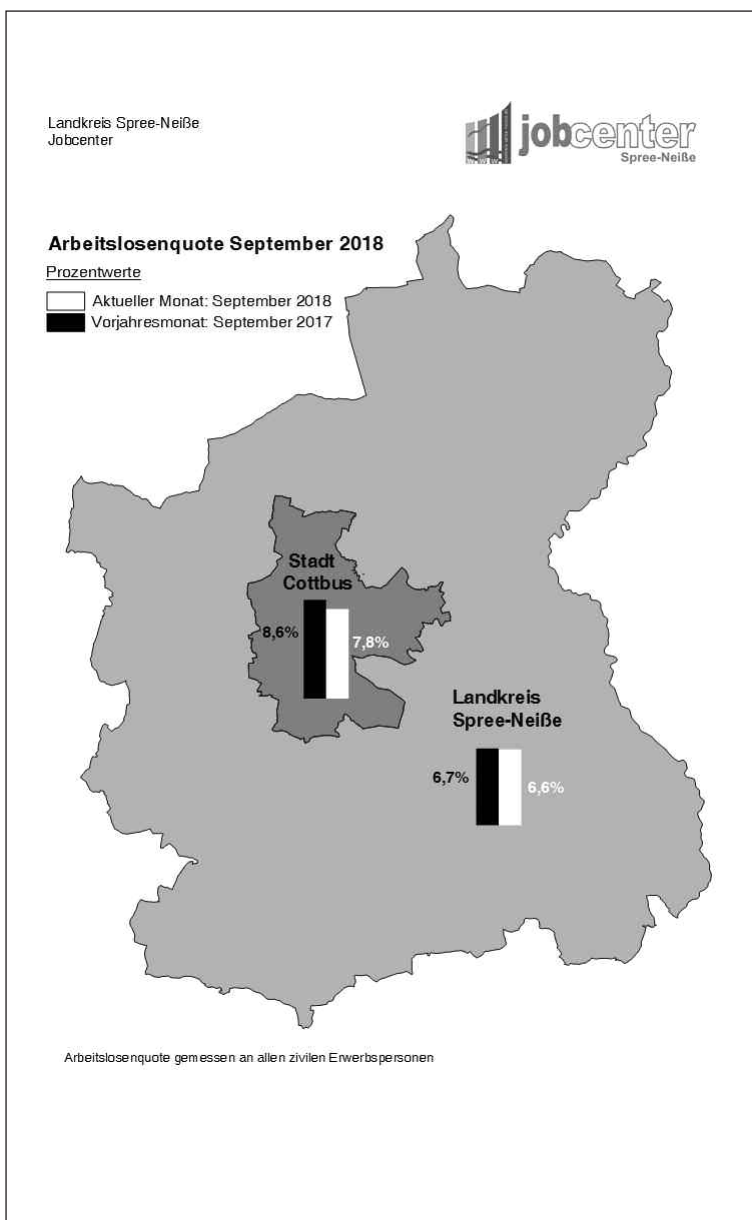 Landkreis Spree-Neiße
Jobcenter
jobcenter
Spree-Neiße
Arbeitslosenquote September 2018
Prozentwerte
Aktueller Monat: September 2018
Vorjahresmonat: September 2017
Stadt
Cottbus
8,6%
7,8%
Landkreis
Spree-Neiße
6,7%
6,6%
Arbeitslosenquote gemessen an allen zivilen Erwerbspersonen